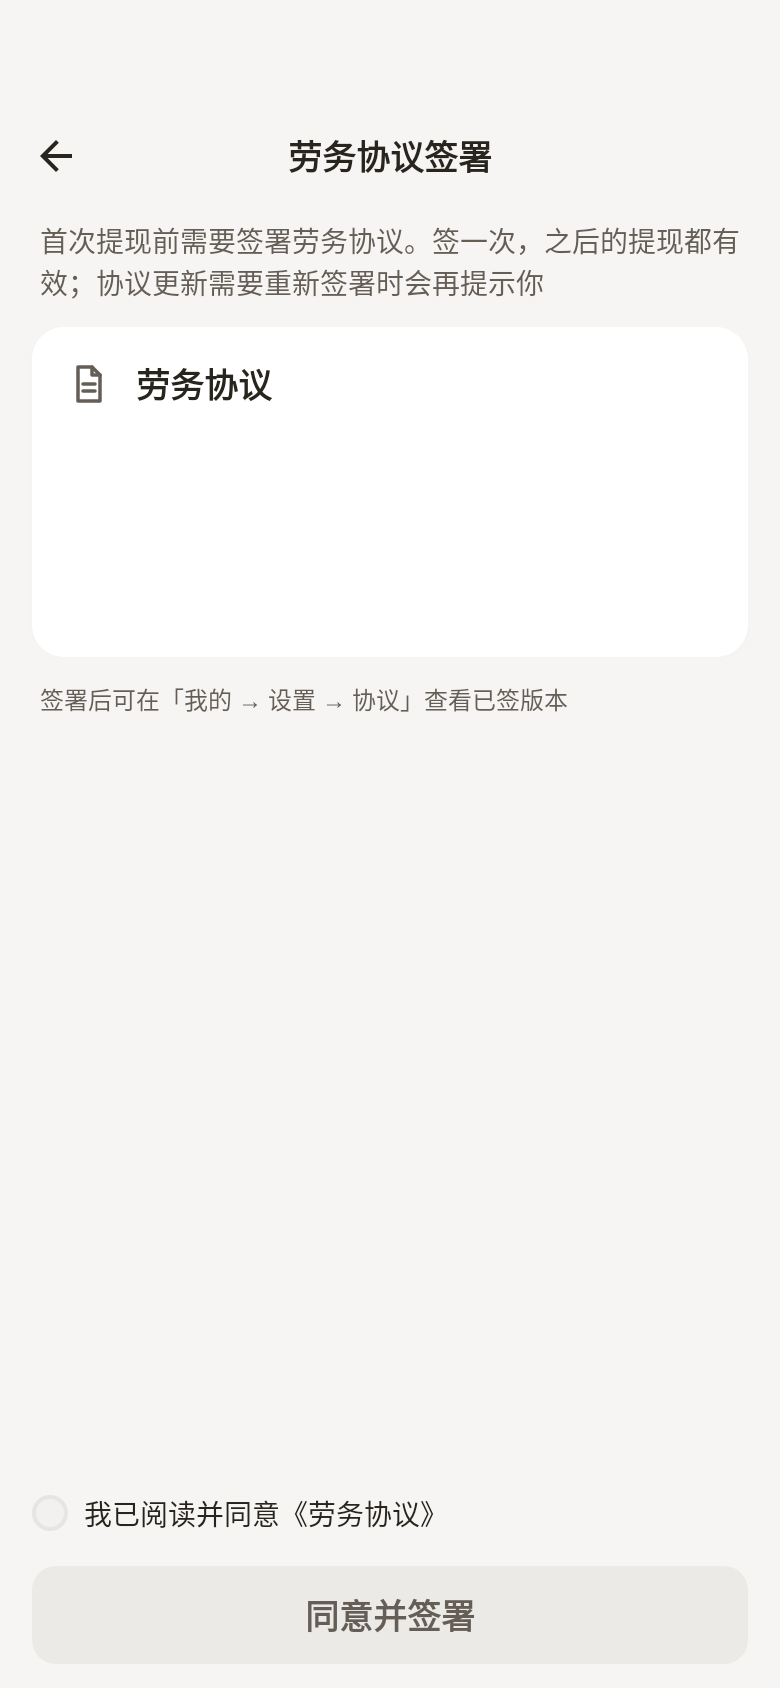 劳务协议签署
首次提现前需要签署劳务协议。签一次，之后的提现都有
效；协议更新需要重新签署时会再提示你
劳务协议
签署后可在「我的 → 设置 → 协议」查看已签版本
我已阅读并同意《劳务协议》
同意并签署